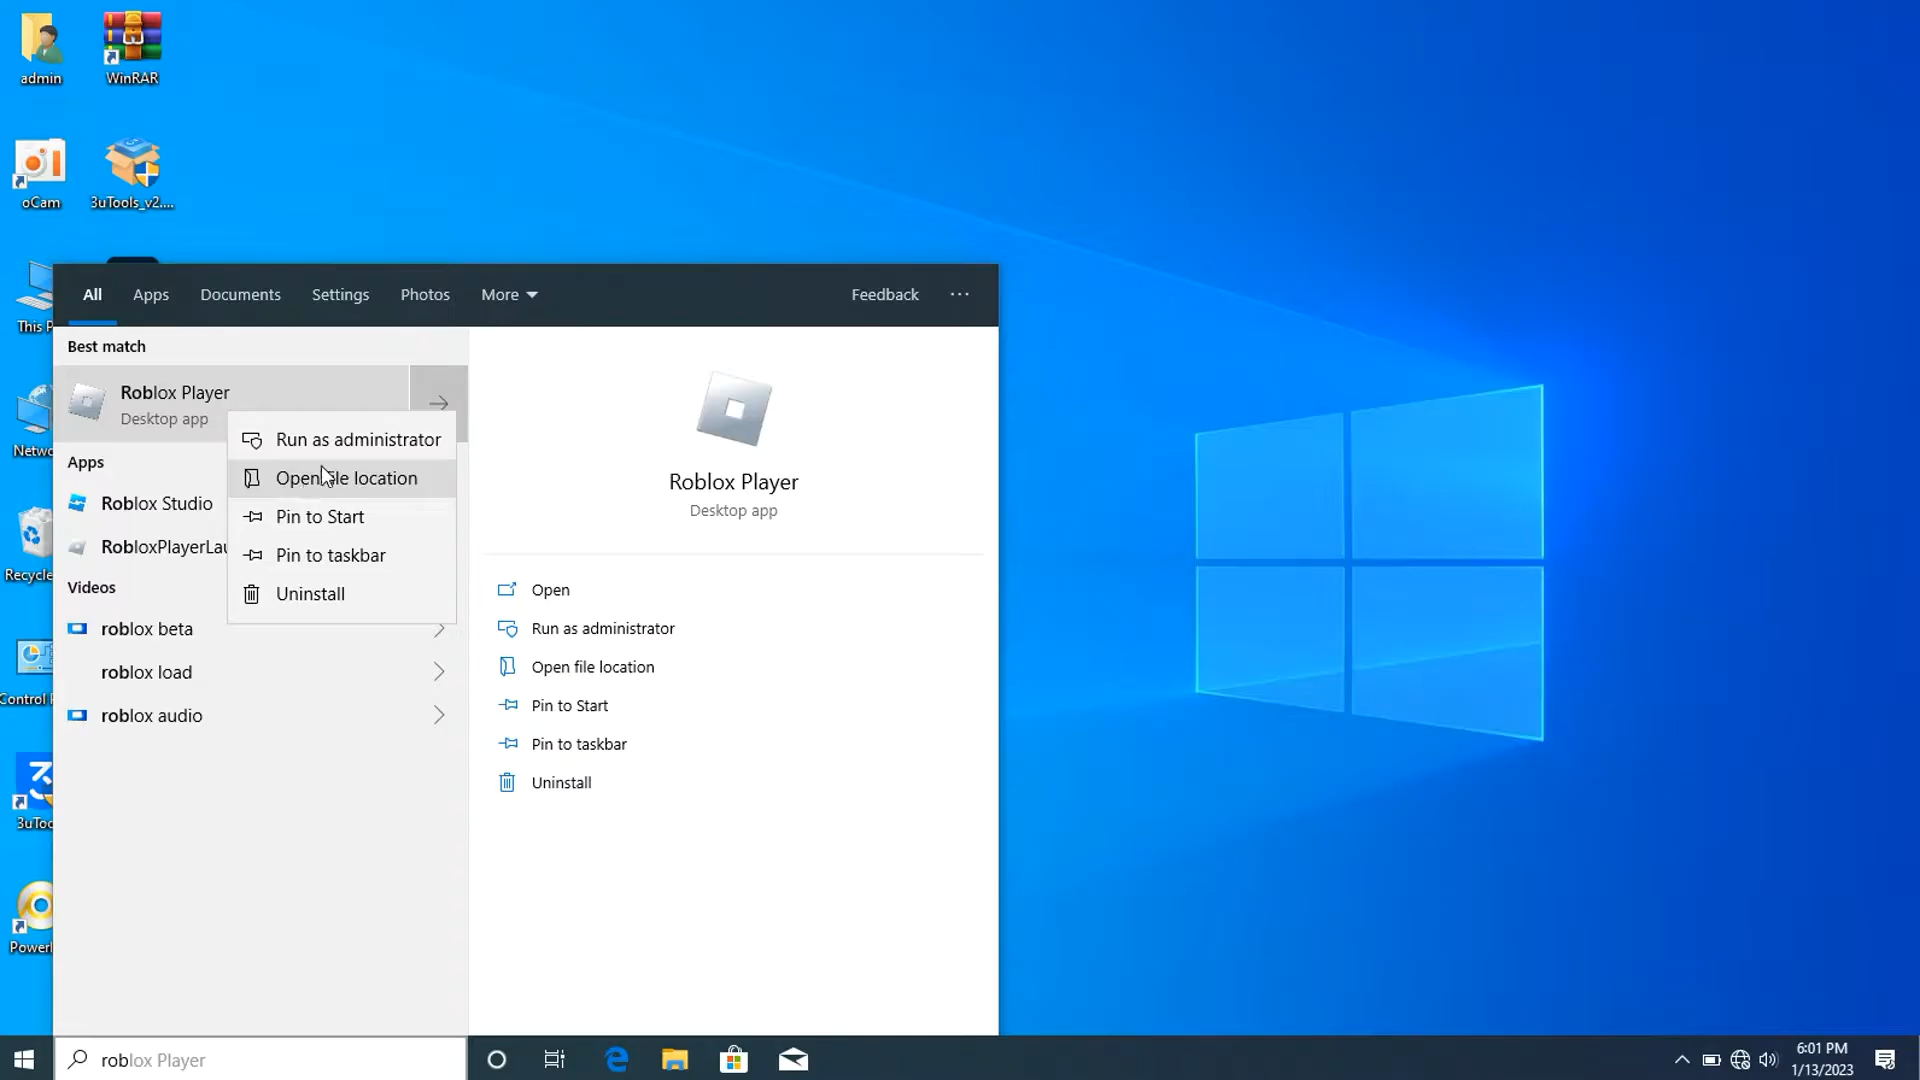 admin
WinRAR
oCam
3uTools_v2....
This P
Netwo
Recycle
Control
3uToo
Power
All
Apps
Documents
Settings
Photos
More
Feedback
Best match
Roblox Player
Desktop app
Run as administrator
Open file location
Pin to Start
Pin to taskbar
Uninstall
Apps
Roblox Studio
RobloxPlayerLau
Videos
roblox beta
roblox load
roblox audio
Roblox Player
Desktop app
Open
Run as administrator
Open file location
Pin to Start
Pin to taskbar
Uninstall
roblox Player
6:01 PM
1/13/2023